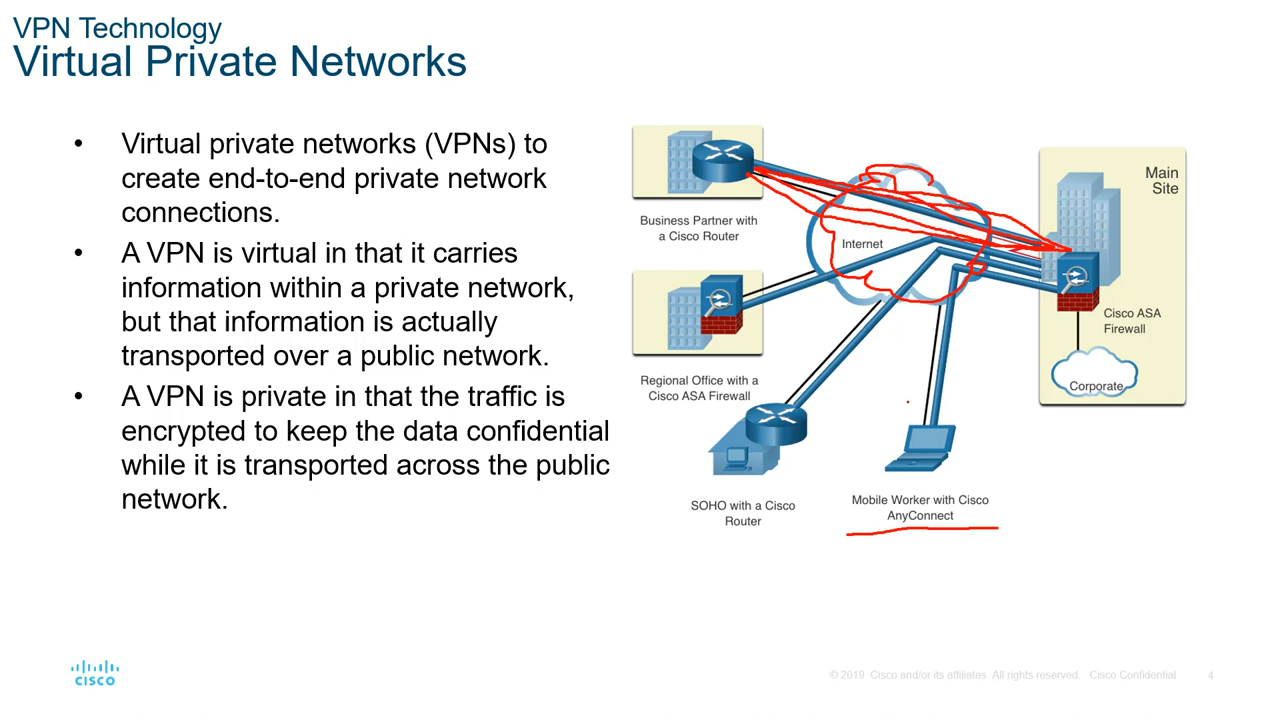 VPN Technology
Virtual Private Networks
• Virtual private networks (VPNs) to
create end-to-end private network
connections.
• A VPN is virtual in that it carries
information within a private network,
but that information is actually
transported over a public network.
• A VPN is private in that the traffic is
encrypted to keep the data confidential
while it is transported across the public
network.
Business Partner with
a Cisco Router
Internet
Main
Site
Regional Office with a
Cisco ASA Firewall
Cisco ASA
Firewall
Corporate
SOHO with a Cisco
Router
Mobile Worker with Cisco
AnyConnect
CISCO
© 2019 Cisco and/or its affiliates. All rights reserved. Cisco Confidential
4